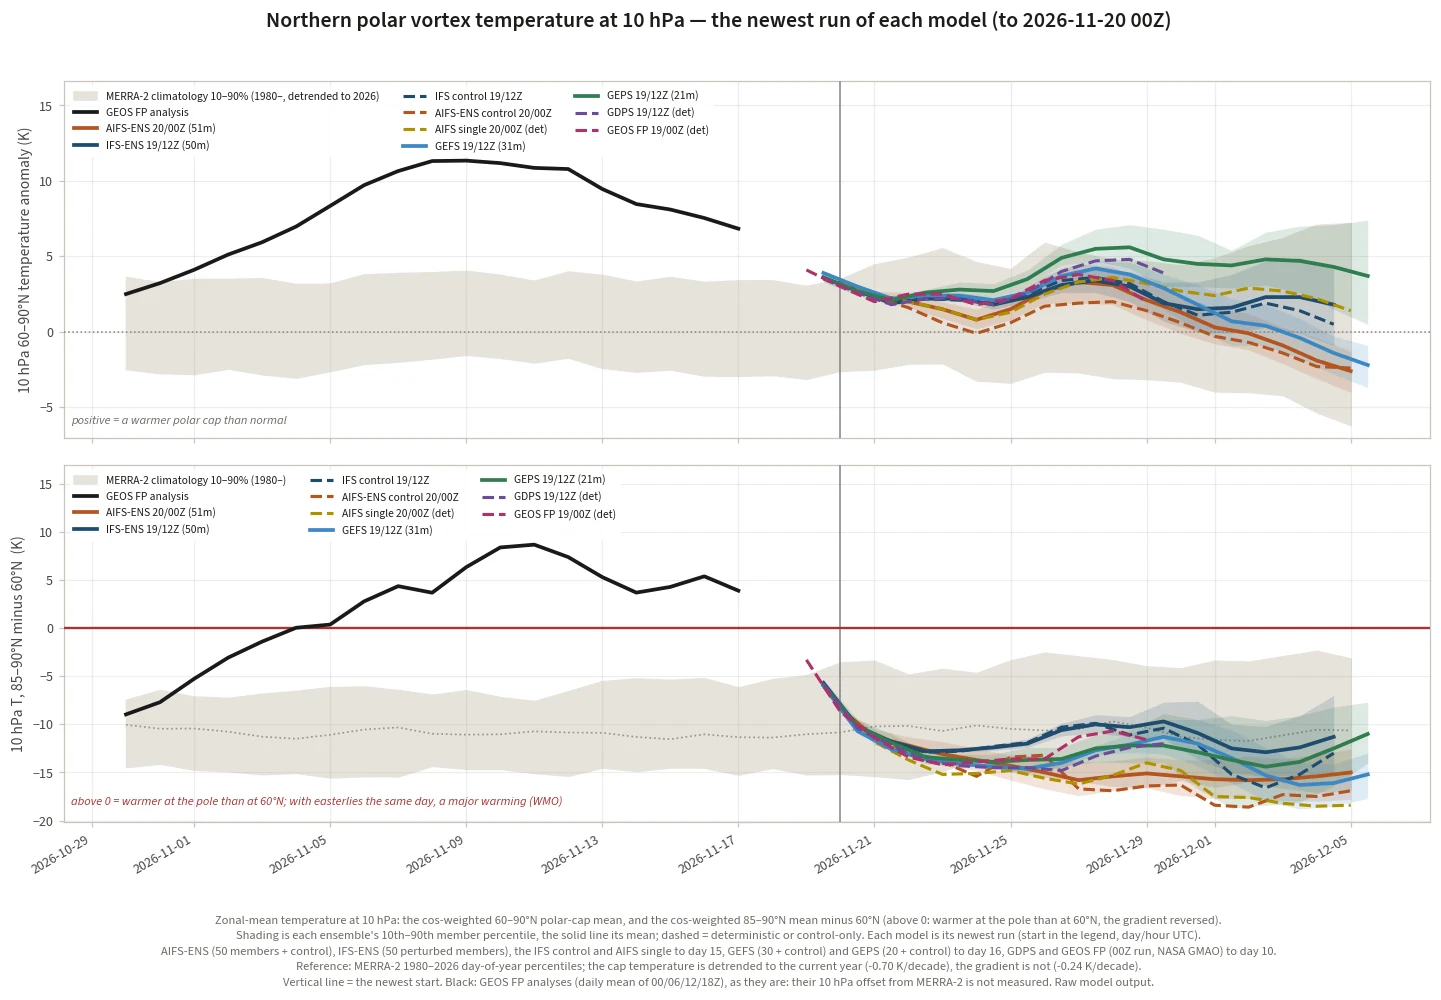 Northern polar vortex temperature at 10 hPa — the newest run of each model (to 2026-11-20 00Z)
10 hPa 60–90°N temperature anomaly (K)
15
10
5
0
−5
MERRA-2 climatology 10–90% (1980–, detrended to 2026)
GEOS FP analysis
AIFS-ENS 20/00Z (51m)
IFS-ENS 19/12Z (50m)
IFS control 19/12Z
AIFS-ENS control 20/00Z
AIFS single 20/00Z (det)
GEFS 19/12Z (31m)
GEPS 19/12Z (21m)
GDPS 19/12Z (det)
GEOS FP 19/00Z (det)
positive = a warmer polar cap than normal
10 hPa T, 85–90°N minus 60°N (K)
15
10
5
0
−5
−10
−15
−20
MERRA-2 climatology 10–90% (1980–)
GEOS FP analysis
AIFS-ENS 20/00Z (51m)
IFS-ENS 19/12Z (50m)
IFS control 19/12Z
AIFS-ENS control 20/00Z
AIFS single 20/00Z (det)
GEFS 19/12Z (31m)
GEPS 19/12Z (21m)
GDPS 19/12Z (det)
GEOS FP 19/00Z (det)
above 0 = warmer at the pole than at 60°N; with easterlies the same day, a major warming (WMO)
2026-10-29
2026-11-01
2026-11-05
2026-11-09
2026-11-13
2026-11-17
2026-11-21
2026-11-25
2026-11-29
2026-12-01
2026-12-05
Zonal-mean temperature at 10 hPa: the cos-weighted 60–90°N polar-cap mean, and the cos-weighted 85–90°N mean minus 60°N (above 0: warmer at the pole than at 60°N, the gradient reversed).
Shading is each ensemble's 10th–90th member percentile, the solid line its mean; dashed = deterministic or control-only. Each model is its newest run (start in the legend, day/hour UTC).
AIFS-ENS (50 members + control), IFS-ENS (50 perturbed members), the IFS control and AIFS single to day 15, GEFS (30 + control) and GEPS (20 + control) to day 16, GDPS and GEOS FP (00Z run, NASA GMAO) to day 10.
Reference: MERRA-2 1980–2026 day-of-year percentiles; the cap temperature is detrended to the current year (-0.70 K/decade), the gradient is not (-0.24 K/decade).
Vertical line = the newest start. Black: GEOS FP analyses (daily mean of 00/06/12/18Z), as they are: their 10 hPa offset from MERRA-2 is not measured. Raw model output.